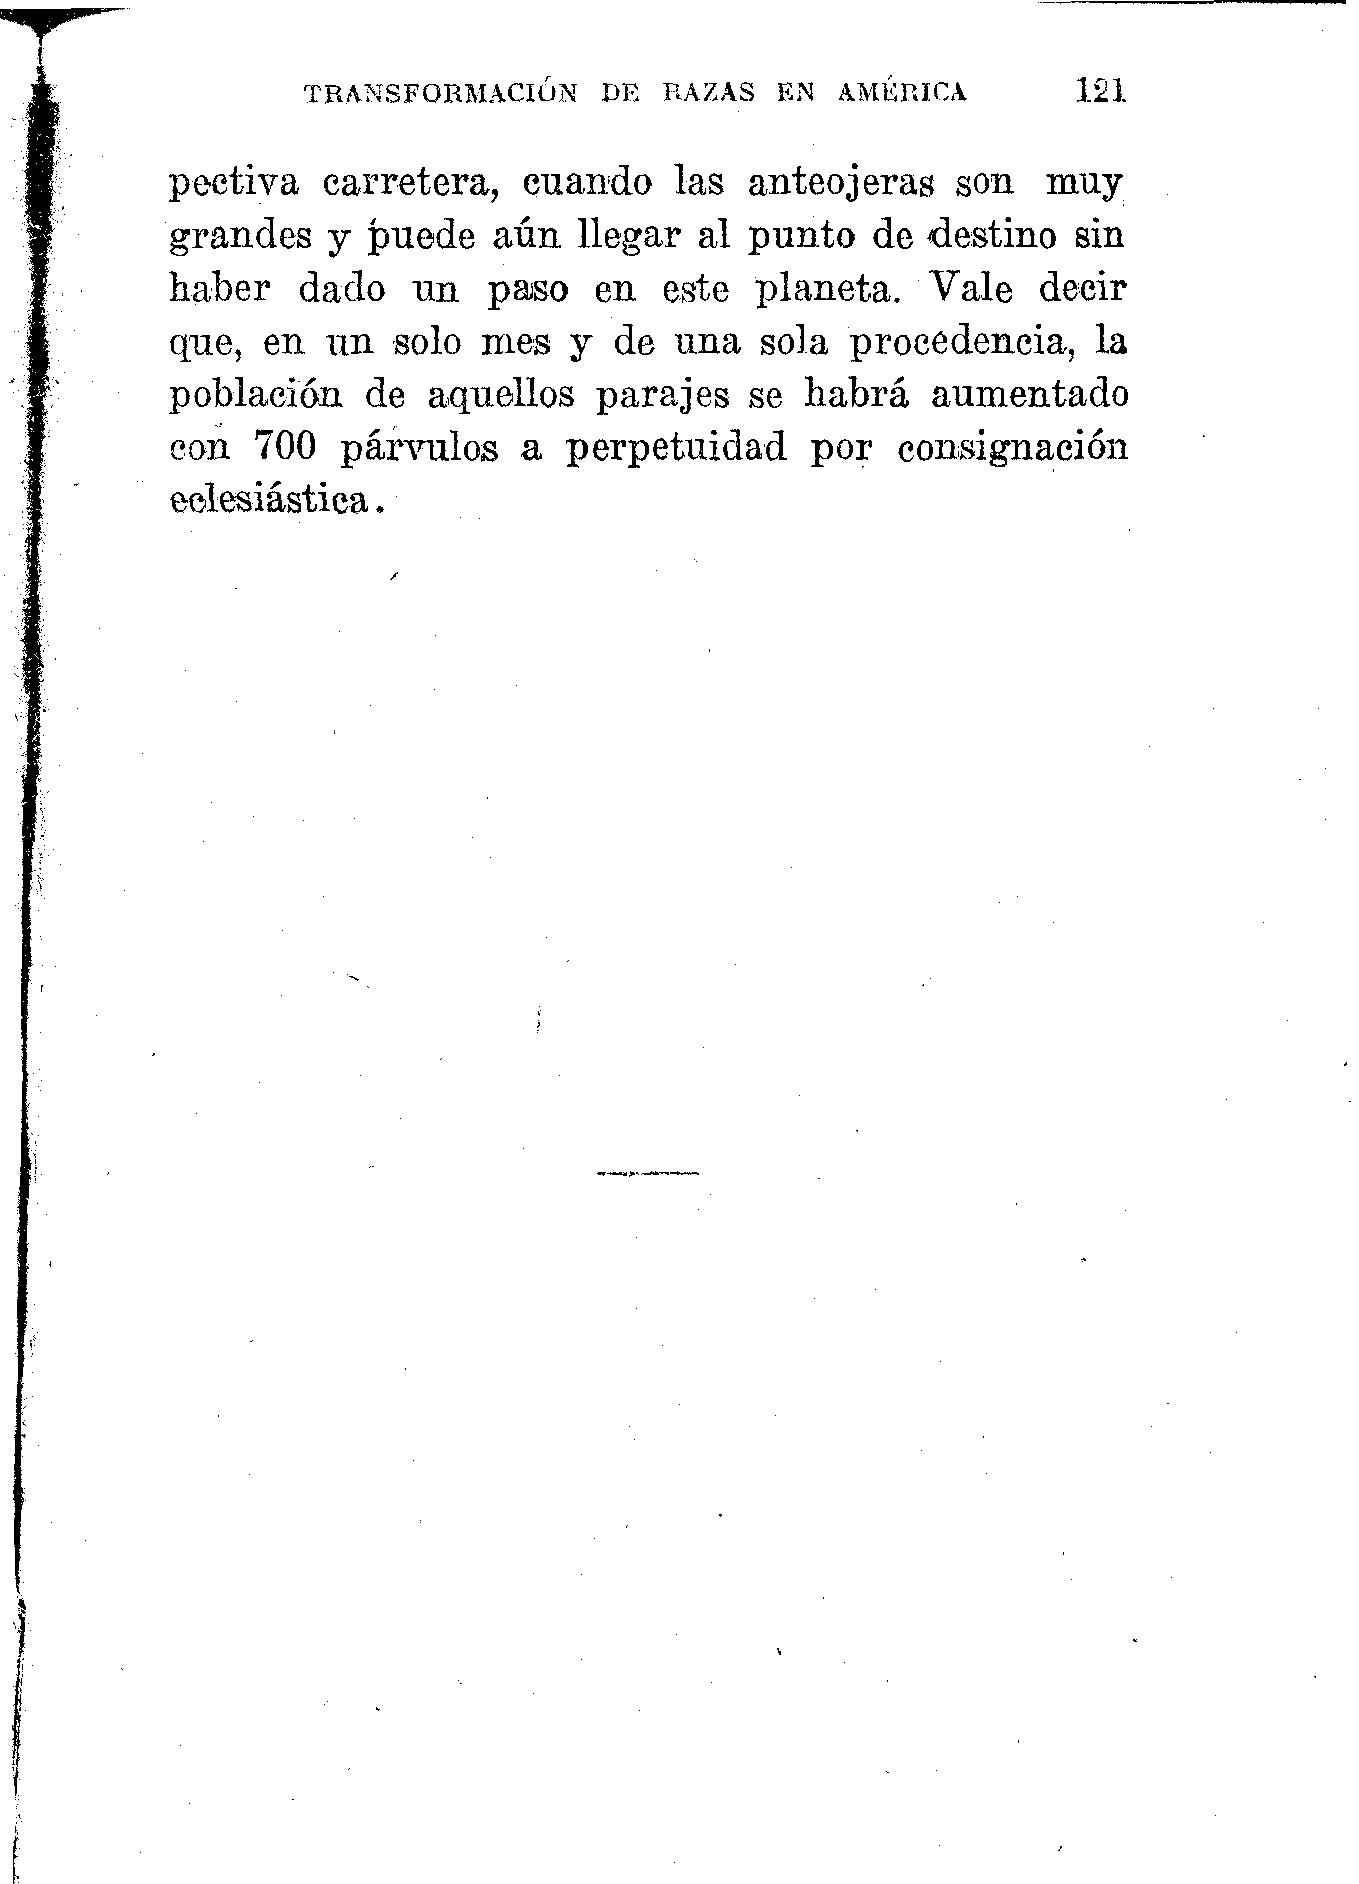 TRANSFORMACIÓN DE RAZAS EN AMÉRICA 121
pectiva carretera, cuando las anteojeras son muy
grandes y puede aún llegar al punto de destino sin
haber dado un paso en este planeta. Vale decir
que, en un solo mes y de una sola procedencia, la
población de aquellos parajes se habrá aumentado
con 700 párvulos a perpetuidad por consignación
eclesiástica.